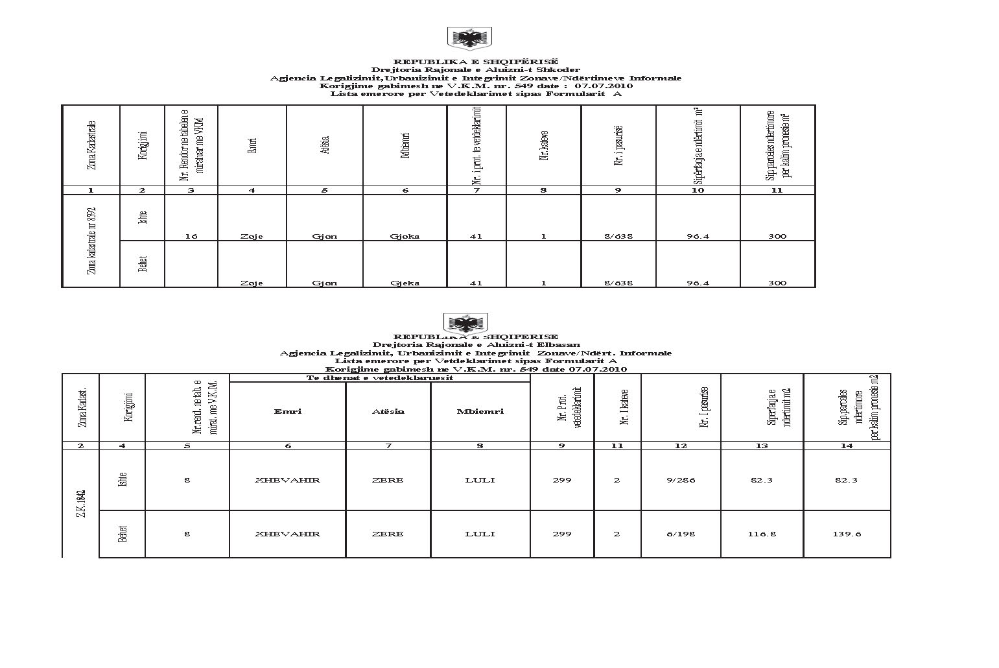 REPUBLIKA E SHQIPËRISË
Drejtoria Rajonale e Aluizni-t Shkoder
Agjencia Legalizimit,Urbanizimit e Integrimit Zonave/Ndërtimeve Informale
Korigjime gabimesh ne V.K.M. nr. 549 date : 07.07.2010
Lista emerore per Vetedeklarimet sipas Formularit A
Zona Kadastrale
Korigjimi
Nr. Rendor ne tabelen e
miratuar me VKM
Emri
Atësia
Mbiemri
Nr. i prot. te vetdeklarimit
Nr.kateve
Nr. i pasurisë
Sipërfaqja e ndërtimit m²
Sip.parceles ndertimore
per kalim pronesie m²
1 2 3 4 5 6 7 8 9 10 11
Zona kadastrale nr 8592
Ishte
16 Zoje Gjon Gjoka 41 1 8/638 96.4 300
Behet
Zoje Gjon Gjeka 41 1 8/638 96.4 300
REPUBLIKA E SHQIPERISE
Drejtoria Rajonale e Aluizni-t Elbasan
Agjencia Legalizimit, Urbanizimit e Integrimit Zonave/Ndërt. Informale
Lista emerore per Vetdeklarimet sipas Formularit A
Korigjime gabimesh ne V.K.M. nr. 549 date 07.07.2010
Zona Kadast.
Korigjimi
Nr.rend. ne tab. e
mirat. me V.K.M.
Te dhenat e vetedeklaruesit
Emri Atësia Mbiemri
Nr. Prot.
vetedeklarimit
Nr. I kateve
Nr. I pasurise
Siperfaqja e
ndertimit m2
Sip.parceles
ndertimore
per kalim pronesie m2
2 4 5 6 7 8 9 11 12 13 14
Z.K.1842
Ishte 8 XHEVAHIR ZERE LULI 299 2 9/286 82.3 82.3
Behet 8 XHEVAHIR ZERE LULI 299 2 6/198 116.8 139.6